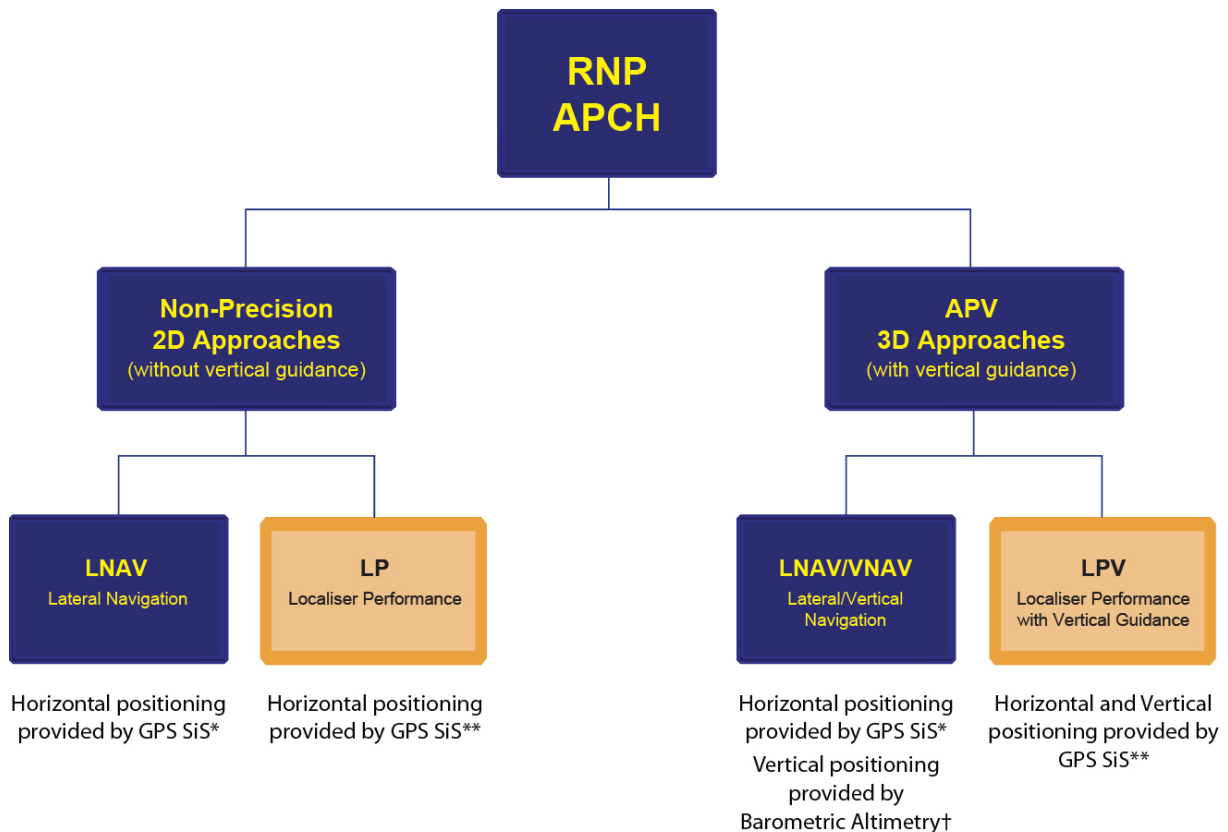 RNP
APCH
Non-Precision
2D Approaches
(without vertical guidance)
APV
3D Approaches
(with vertical guidance)
LNAV
Lateral Navigation
LP
Localiser Performance
LNAV/VNAV
Lateral/Vertical
Navigation
LPV
Localiser Performance
with Vertical Guidance
Horizontal positioning
provided by GPS SiS*
Horizontal positioning
provided by GPS SiS**
Horizontal positioning
provided by GPS SiS*
Vertical positioning
provided by
Barometric Altimetry†
Horizontal and Vertical
positioning provided by
GPS SiS**